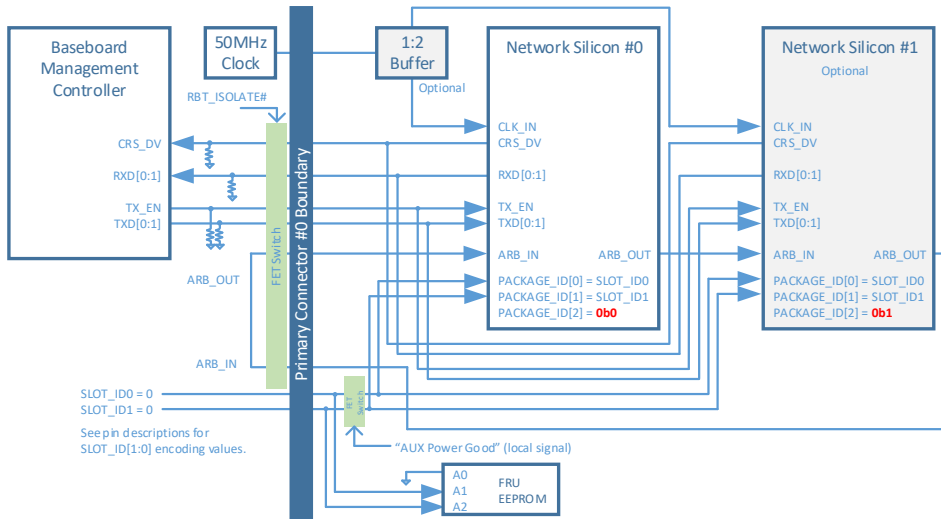 Baseboard
Management
Controller
CRS_DV
RXD[0:1]
TX_EN
TXD[0:1]
50MHz
Clock
RBT_ISOLATE#
FET Switch
Primary Connector #0 Boundary
1:2
Buffer
Optional
Network Silicon #0
CLK_IN
CRS_DV
RXD[0:1]
TX_EN
TXD[0:1]
ARB_IN
ARB_OUT
PACKAGE_ID[0] = SLOT_ID0
PACKAGE_ID[1] = SLOT_ID1
PACKAGE_ID[2] = 0b0
Network Silicon #1
Optional
CLK_IN
CRS_DV
RXD[0:1]
TX_EN
TXD[0:1]
ARB_IN
ARB_OUT
PACKAGE_ID[0] = SLOT_ID0
PACKAGE_ID[1] = SLOT_ID1
PACKAGE_ID[2] = 0b1
ARB_OUT
ARB_IN
SLOT_ID0 = 0
SLOT_ID1 = 0
See pin descriptions for
SLOT_ID[1:0] encoding values.
FET
Switch
"AUX Power Good" (local signal)
A0
A1
A2
FRU
EEPROM